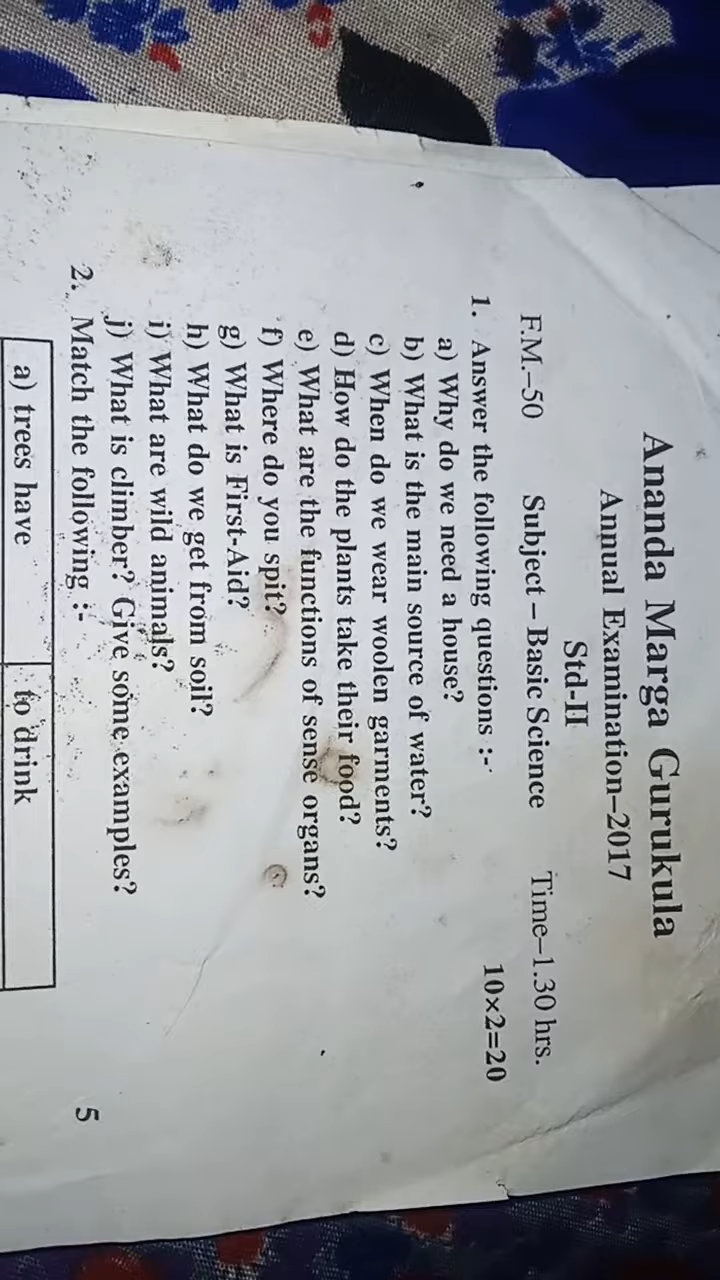 Ananda Marga Gurukula
Annual Examination–2017
Std-II
F.M.–50 Subject – Basic Science Time–1.30 hrs.
1. Answer the following questions :- 10×2=20
a) Why do we need a house?
b) What is the main source of water?
c) When do we wear woolen garments?
d) How do the plants take their food?
e) What are the functions of sense organs?
f) Where do you spit?
g) What is First-Aid?
h) What do we get from soil?
i) What are wild animals?
j) What is climber? Give some examples?
2. Match the following :- 5
a) trees have to drink